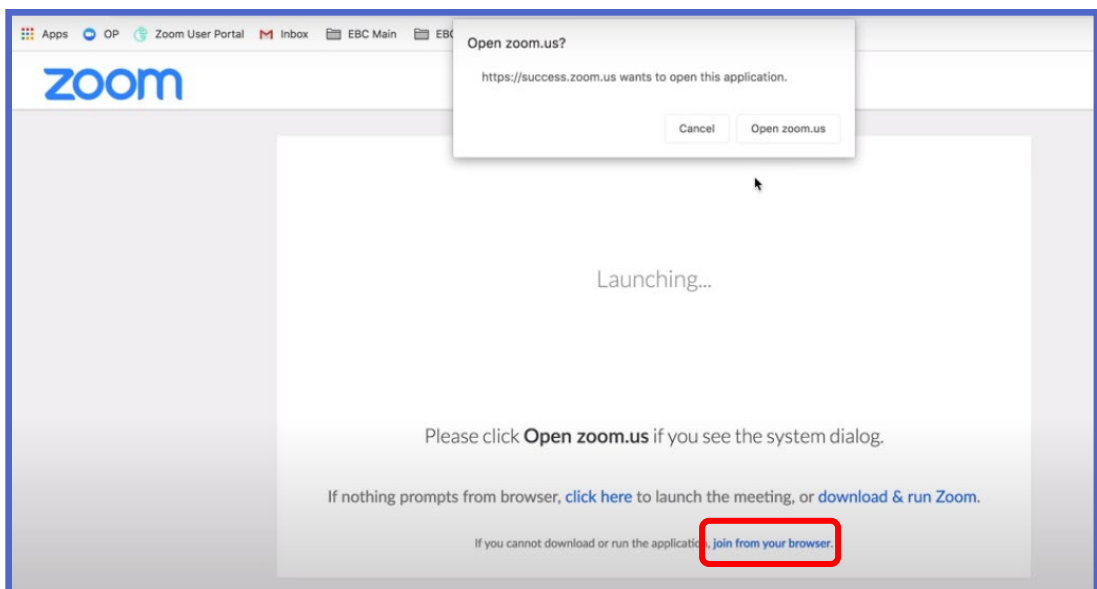 Apps OP Zoom User Portal Inbox EBC Main
zoom
Open zoom.us?
https://success.zoom.us wants to open this application.
Cancel Open zoom.us
Launching...
Please click Open zoom.us if you see the system dialog.
If nothing prompts from browser, click here to launch the meeting, or download & run Zoom.
If you cannot download or run the application, join from your browser.